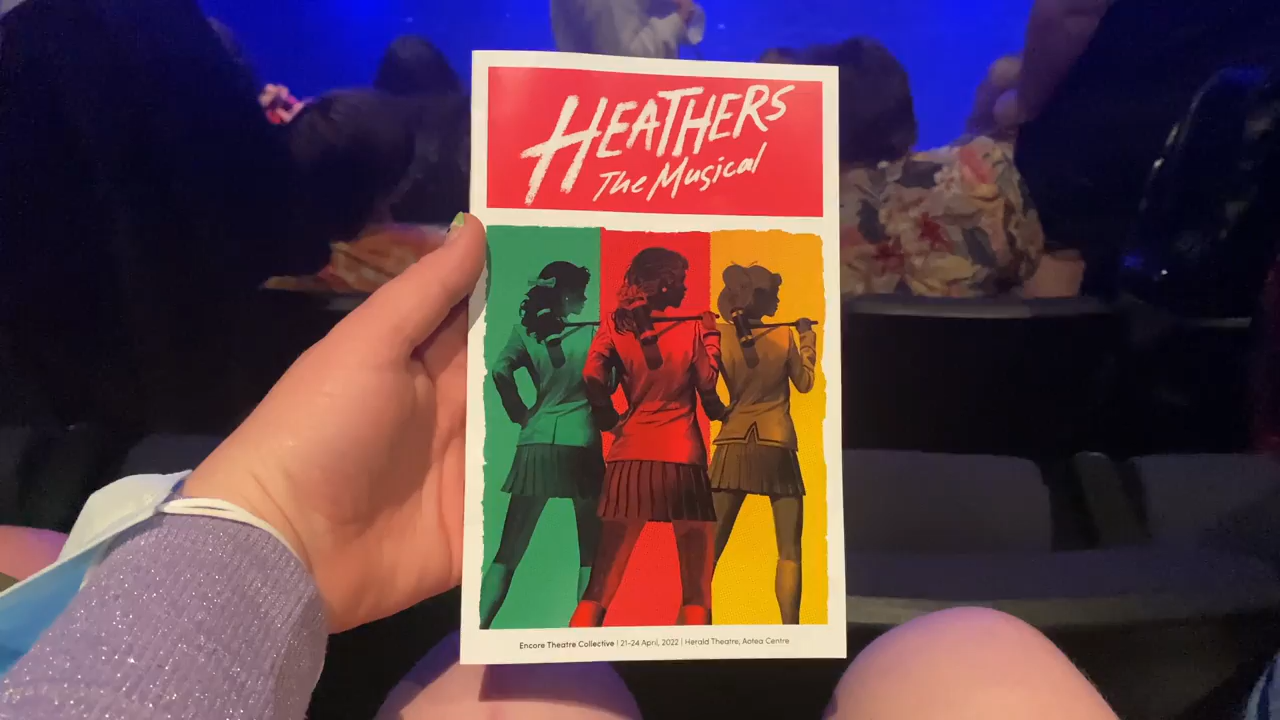 HEATHERS
The Musical
Encore Theatre Collective | 21-24 April, 2022 | Herald Theatre, Aotea Centre